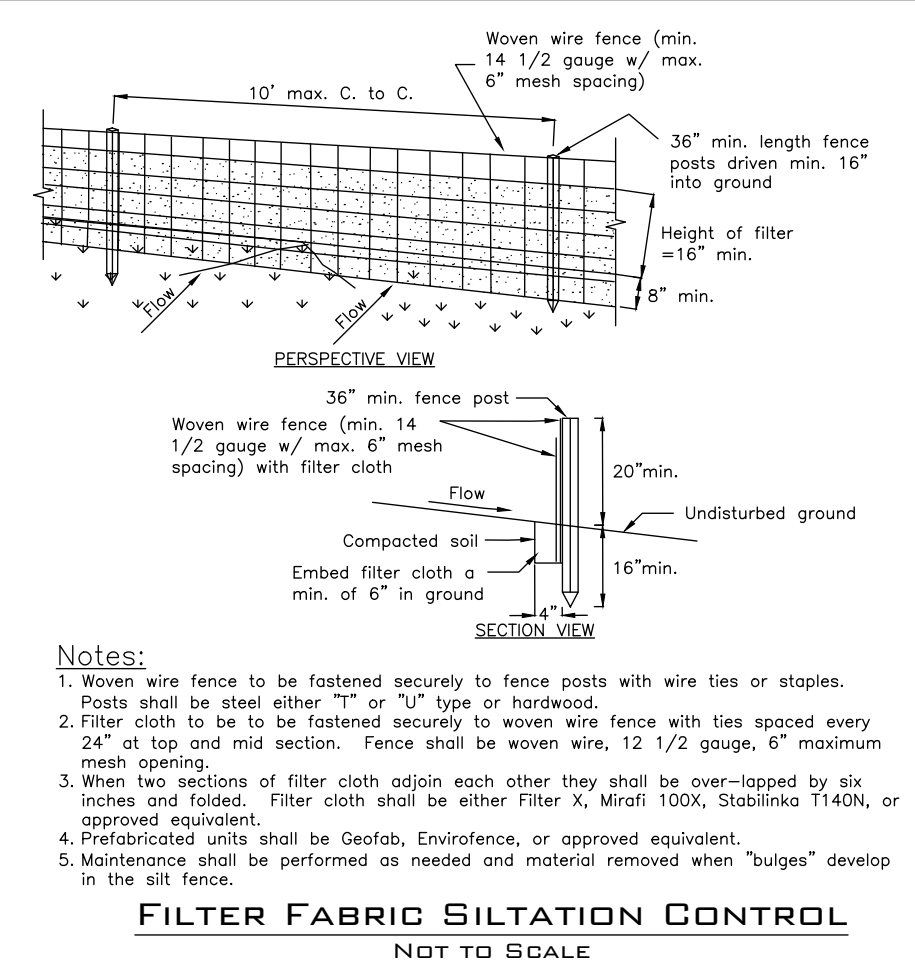 Woven wire fence (min.
14 1/2 gauge w/ max.
6" mesh spacing)
10' max. C. to C.
36" min. length fence
posts driven min. 16"
into ground
Height of filter
=16" min.
8" min.
Flow
Flow
PERSPECTIVE VIEW
36" min. fence post
Woven wire fence (min. 14
1/2 gauge w/ max. 6" mesh
spacing) with filter cloth
20"min.
Flow
Undisturbed ground
Compacted soil
16"min.
Embed filter cloth a
min. of 6" in ground
4"
SECTION VIEW
Notes:
1. Woven wire fence to be fastened securely to fence posts with wire ties or staples.
Posts shall be steel either "T" or "U" type or hardwood.
2. Filter cloth to be to be fastened securely to woven wire fence with ties spaced every
24" at top and mid section. Fence shall be woven wire, 12 1/2 gauge, 6" maximum
mesh opening.
3. When two sections of filter cloth adjoin each other they shall be over-lapped by six
inches and folded. Filter cloth shall be either Filter X, Mirafi 100X, Stabilinka T140N, or
approved equivalent.
4. Prefabricated units shall be Geofab, Envirofence, or approved equivalent.
5. Maintenance shall be performed as needed and material removed when "bulges" develop
in the silt fence.
FILTER FABRIC SILTATION CONTROL
NOT TO SCALE